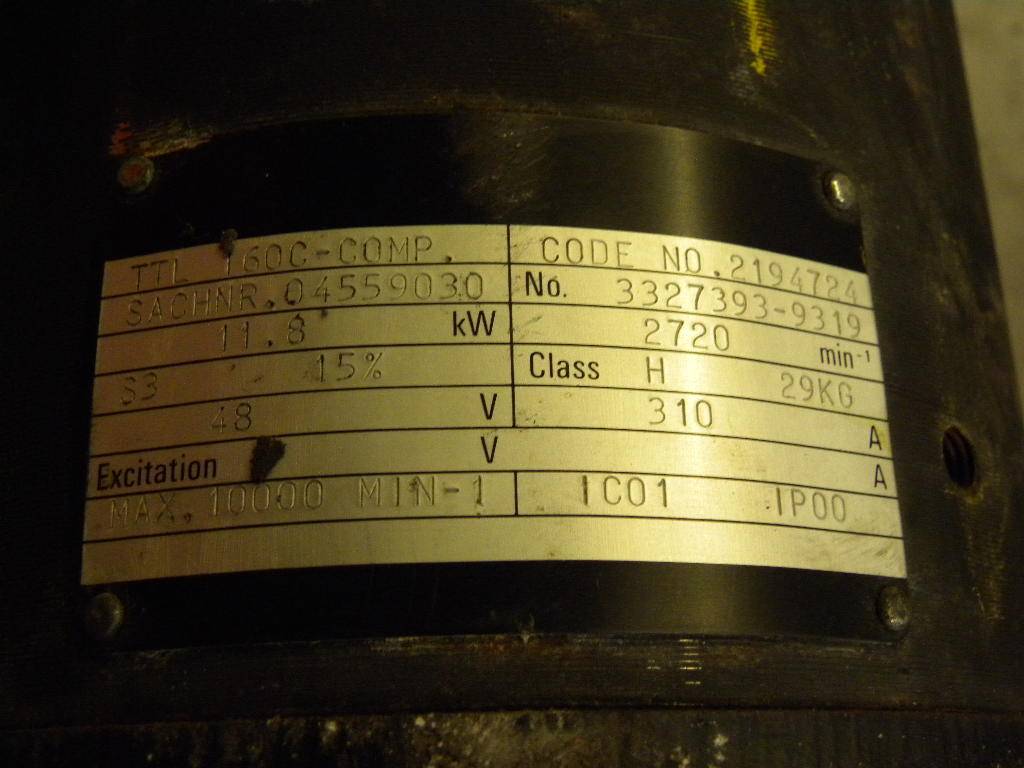 TTL 160C-COMP. CODE NO.2194724
SACHNR.04559030 No. 3327393-9319
11.8 kW 2720 min-1
S3 15% Class H 29KG
48 V 310 A
Excitation V A
MAX.10000 MIN-1 IC01 IP00